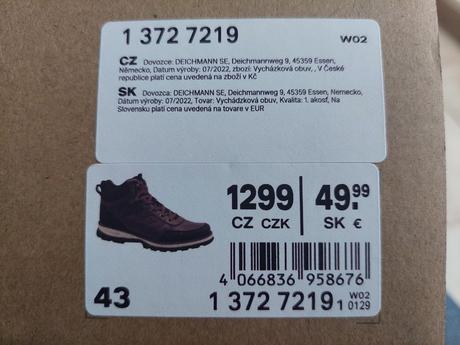 1 372 7219 W02
CZ Dovozce: DEICHMANN SE, Deichmannweg 9, 45359 Essen,
Německo, Datum výroby: 07/2022, zbozí: Vycházková obuv, , V České
republice platí cena uvedená na zboží v Kč
SK Dovozca: DEICHMANN SE, Deichmannweg 9, 45359 Essen, Nemecko,
Dátum výroby: 07/2022, Tovar: Vychádzková obuv, Kvalita: 1. akosť, Na
Slovensku platí cena uvedená na tovare v EUR
1299 49.99
CZ CZK SK €
4 066836 958676
43 1 372 7219 1 W02 0129